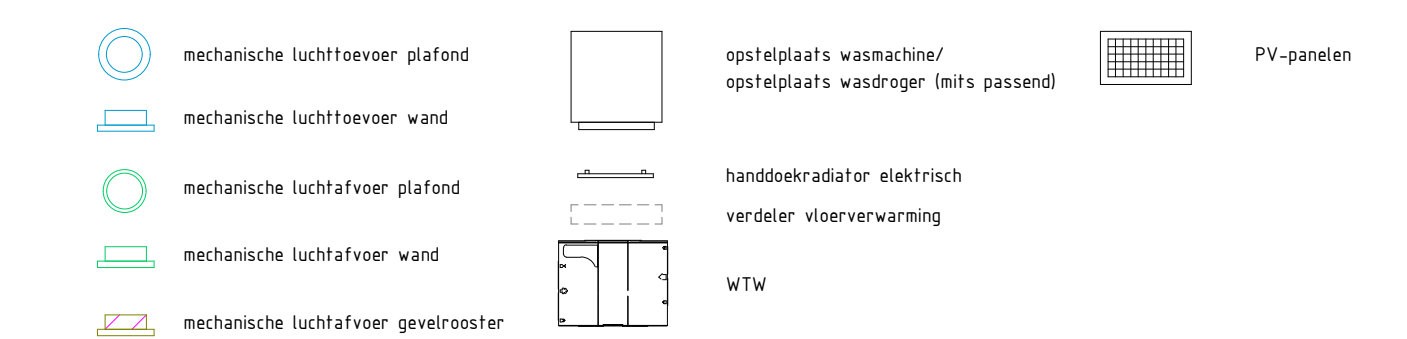 mechanische luchttoevoer plafond
mechanische luchttoevoer wand
mechanische luchtafvoer plafond
mechanische luchtafvoer wand
mechanische luchtafvoer gevelrooster
opstelplaats wasmachine/
opstelplaats wasdroger (mits passend)
handdoekradiator elektrisch
verdeler vloerverwarming
WTW
PV-panelen